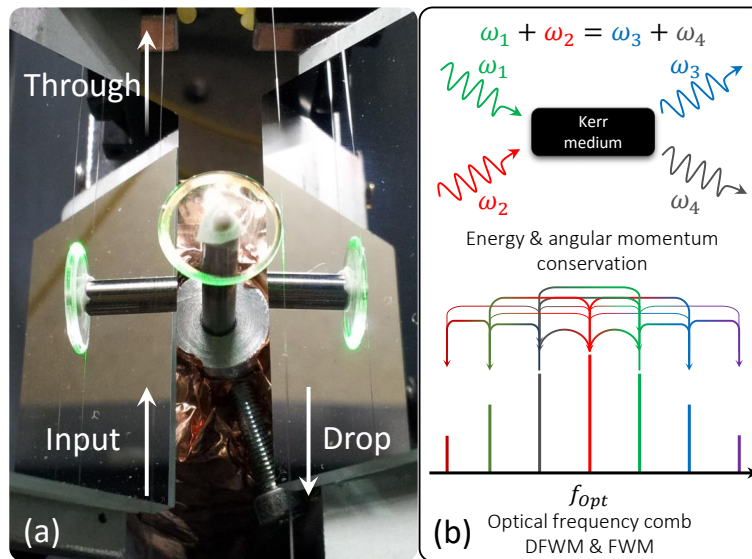 Through
Input
Drop
(a)
ω₁ + ω₂ = ω₃ + ω₄
ω₁
ω₃
Kerr
medium
ω₂
ω₄
Energy & angular momentum
conservation
f_Opt
(b)
Optical frequency comb
DFWM & FWM